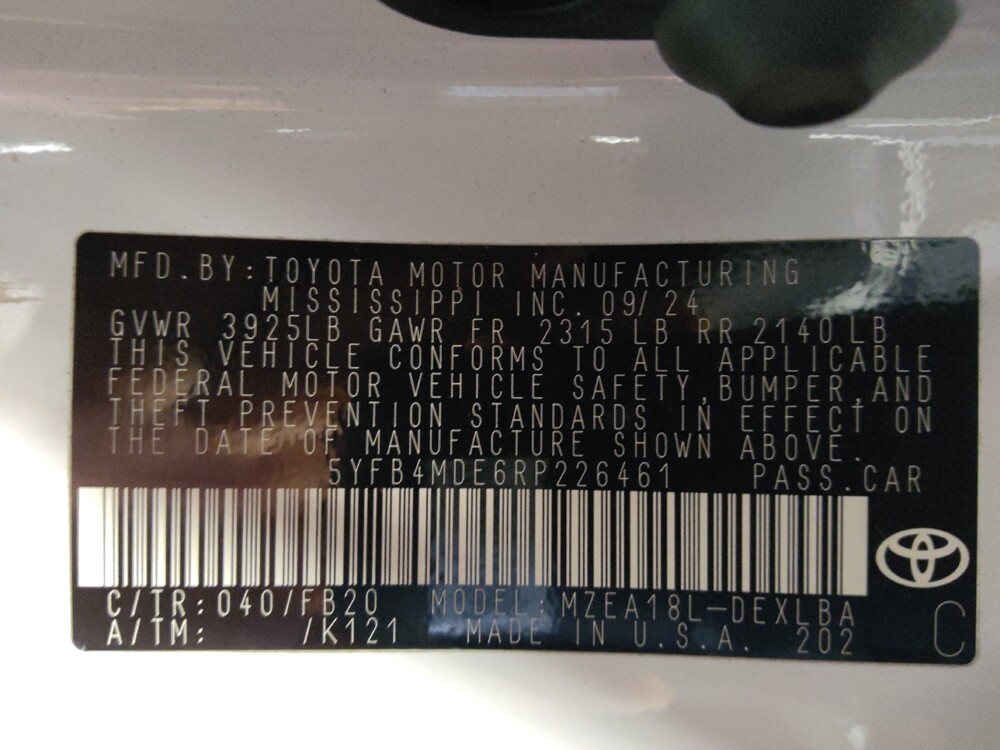 MFD.BY:TOYOTA MOTOR MANUFACTURING
MISSISSIPPI INC. 09/24
GVWR 3925LB GAWR FR 2315 LB RR 2140 LB
THIS VEHICLE CONFORMS TO ALL APPLICABLE
FEDERAL MOTOR VEHICLE SAFETY,BUMPER,AND
THEFT PREVENTION STANDARDS IN EFFECT ON
THE DATE OF MANUFACTURE SHOWN ABOVE.
5YFB4MDE6RP226461 PASS.CAR
C/TR:040/FB20 MODEL:MZEA18L-DEXLBA
A/TM: /K121 MADE IN U.S.A. 202 C